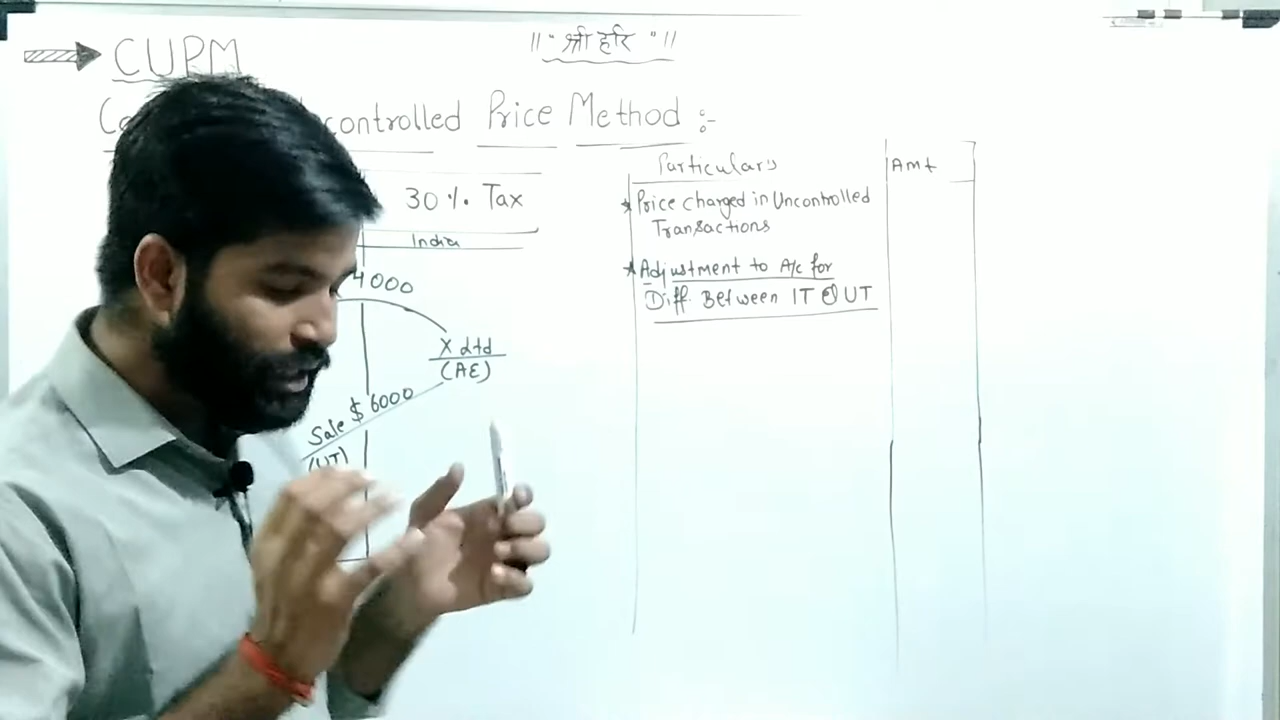 CUPM
|| " श्री हरि " ||
controlled Price Method :-
30 %. Tax
India
4000
X Ltd
(AE)
Sale $ 6000
(UT)
Particulars
Amt
* Price charged in Uncontrolled
Transactions
* Adjustment to A/c for
Diff. Between IT & UT